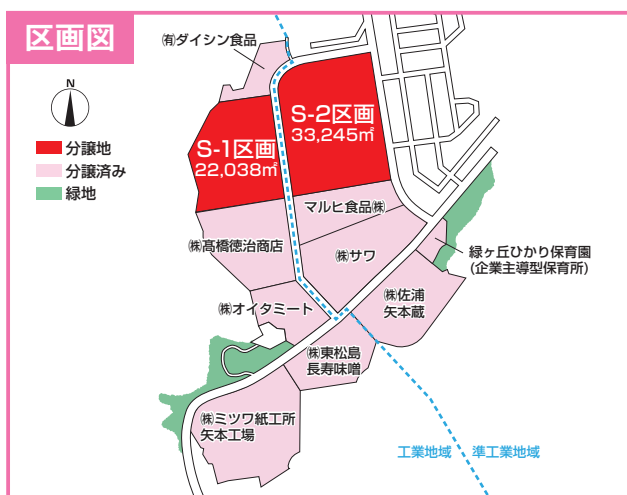 区画図
N
分譲地
分譲済み
緑地
㈲ダイシン食品
S-2区画
33,245㎡
S-1区画
22,038㎡
マルヒ食品㈱
㈱髙橋徳治商店
㈱サワ
緑ヶ丘ひかり保育園
(企業主導型保育所)
㈱佐浦
矢本蔵
㈱オイタミート
㈱東松島
長寿味噌
㈱ミツワ紙工所
矢本工場
工業地域
準工業地域